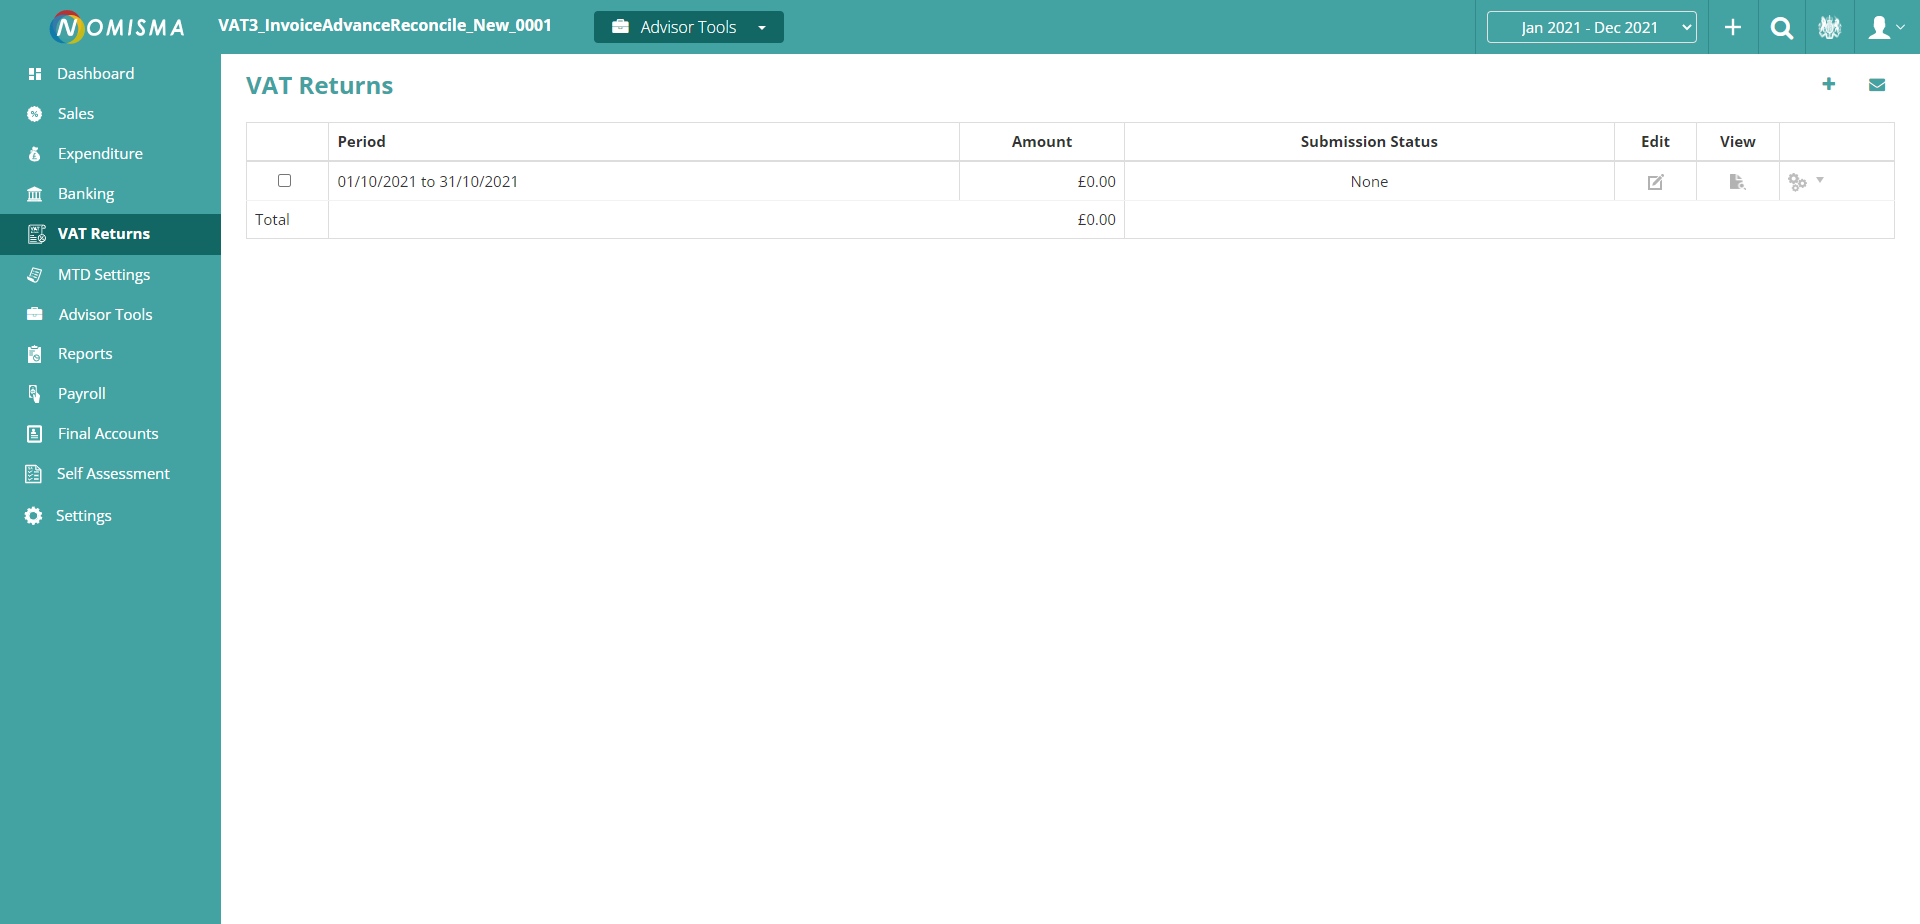 NOMISMA
VAT3_InvoiceAdvanceReconcile_New_0001
Advisor Tools
Jan 2021 - Dec 2021
Dashboard
Sales
Expenditure
Banking
VAT Returns
MTD Settings
Advisor Tools
Reports
Payroll
Final Accounts
Self Assessment
Settings
VAT Returns
Period Amount Submission Status Edit View
01/10/2021 to 31/10/2021 £0.00 None
Total £0.00